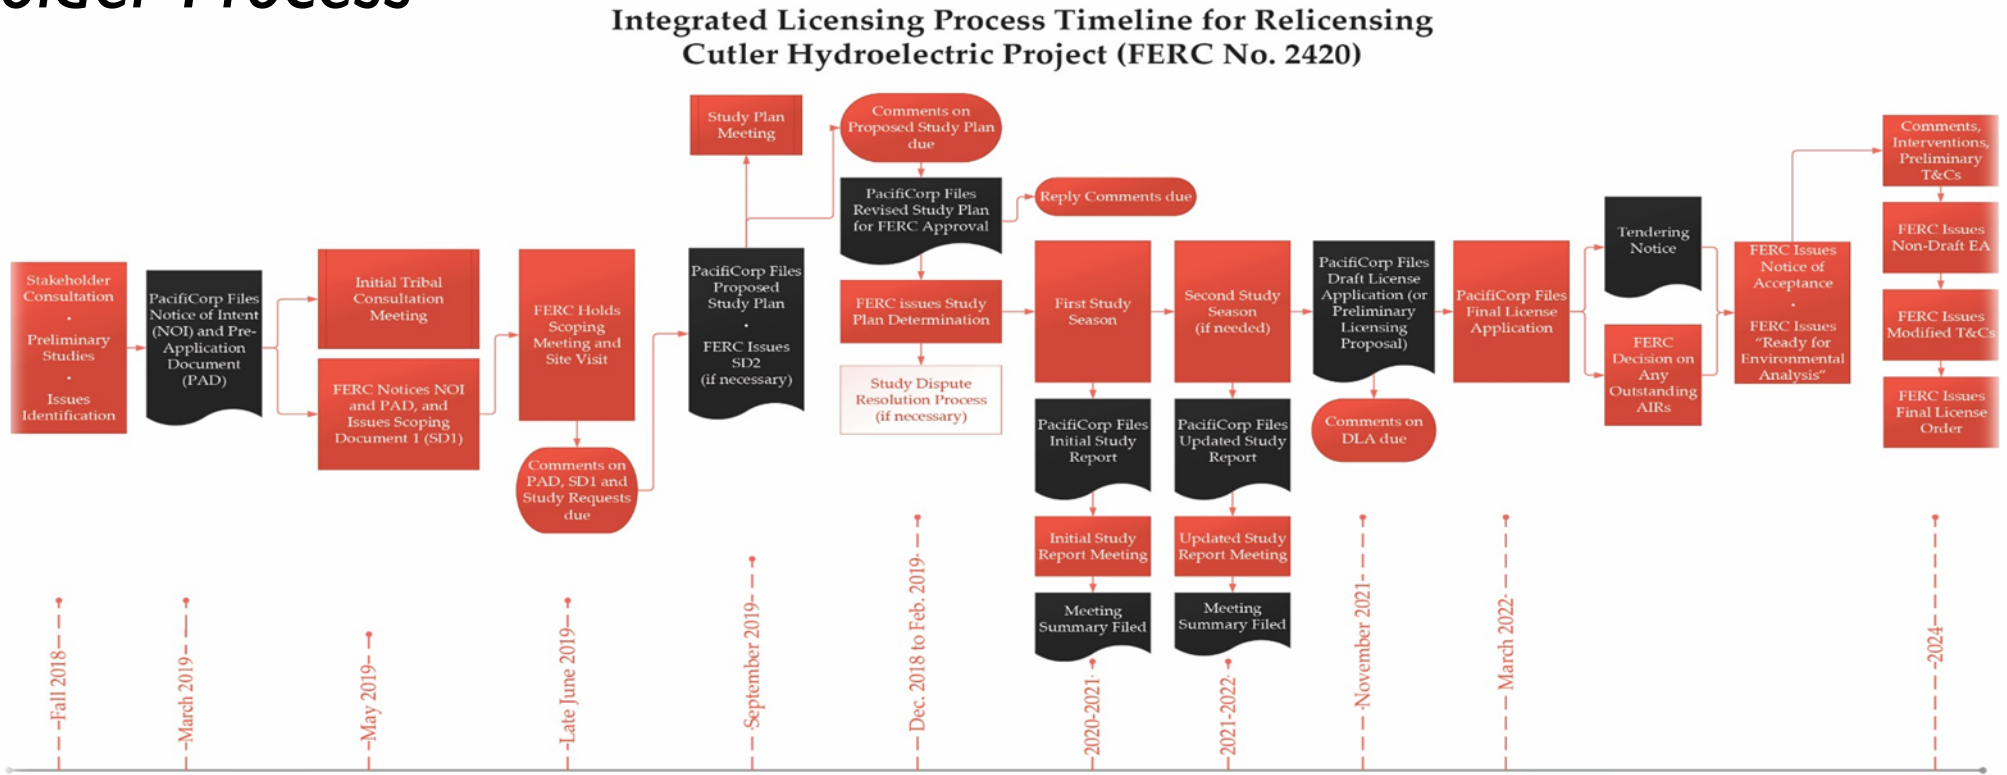 older Process
Integrated Licensing Process Timeline for Relicensing
Cutler Hydroelectric Project (FERC No. 2420)
Stakeholder
Consultation
·
Preliminary
Studies
·
Issues
Identification
PacifiCorp Files
Notice of Intent
(NOI) and Pre-
Application
Document
(PAD)
Initial Tribal
Consultation
Meeting
FERC Notices NOI
and PAD, and
Issues Scoping
Document 1 (SD1)
FERC Holds
Scoping
Meeting and
Site Visit
Comments on
PAD, SD1 and
Study Requests
due
Study Plan
Meeting
PacifiCorp Files
Proposed
Study Plan
·
FERC Issues
SD2
(if necessary)
Comments on
Proposed Study Plan
due
PacifiCorp Files
Revised Study Plan
for FERC Approval
Reply Comments due
FERC issues Study
Plan Determination
Study Dispute
Resolution Process
(if necessary)
First Study
Season
PacifiCorp Files
Initial Study
Report
Initial Study
Report Meeting
Meeting
Summary Filed
Second Study
Season
(if needed)
PacifiCorp Files
Updated Study
Report
Updated Study
Report Meeting
Meeting
Summary Filed
PacifiCorp Files
Draft License
Application (or
Preliminary
Licensing
Proposal)
Comments on
DLA due
PacifiCorp Files
Final License
Application
Tendering
Notice
FERC
Decision on
Any
Outstanding
AIRs
FERC Issues
Notice of
Acceptance
·
FERC Issues
"Ready for
Environmental
Analysis"
Comments,
Interventions,
Preliminary
T&Cs
FERC Issues
Non-Draft EA
FERC Issues
Modified T&Cs
FERC Issues
Final License
Order
Fall 2018
March 2019
May 2019
Late June 2019
September 2019
Dec. 2018 to Feb. 2019
2020-2021
2021-2022
November 2021
March 2022
2024